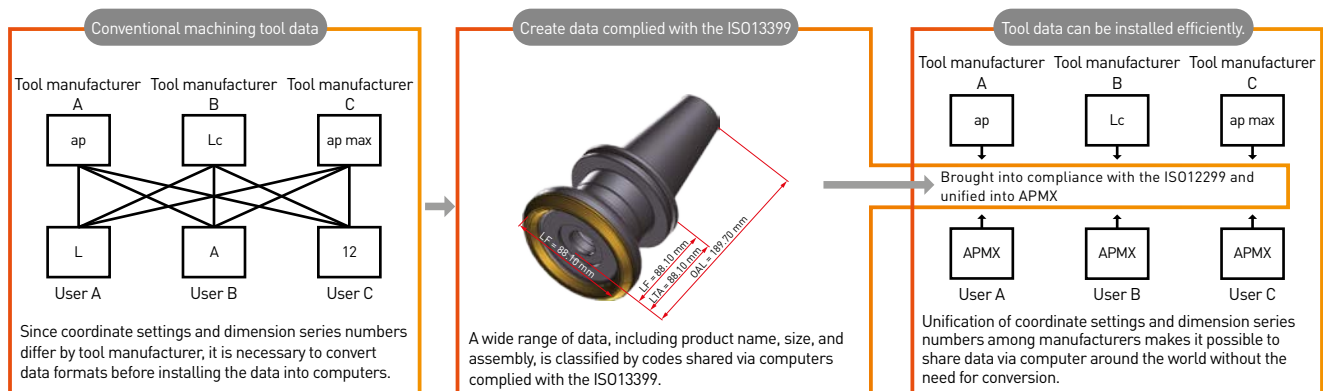 Conventional machining tool data
Tool manufacturer
A
Tool manufacturer
B
Tool manufacturer
C
ap
Lc
ap max
L
A
12
User A
User B
User C
Since coordinate settings and dimension series numbers
differ by tool manufacturer, it is necessary to convert
data formats before installing the data into computers.
Create data complied with the ISO13399
LF = 88.10 mm
LF = 88.10 mm
LTA = 88.10 mm
OAL = 189.70 mm
A wide range of data, including product name, size, and
assembly, is classified by codes shared via computers
complied with the ISO13399.
Tool data can be installed efficiently.
Tool manufacturer
A
Tool manufacturer
B
Tool manufacturer
C
ap
Lc
ap max
Brought into compliance with the ISO12299 and
unified into APMX
APMX
APMX
APMX
User A
User B
User C
Unification of coordinate settings and dimension series
numbers among manufacturers makes it possible to
share data via computer around the world without the
need for conversion.